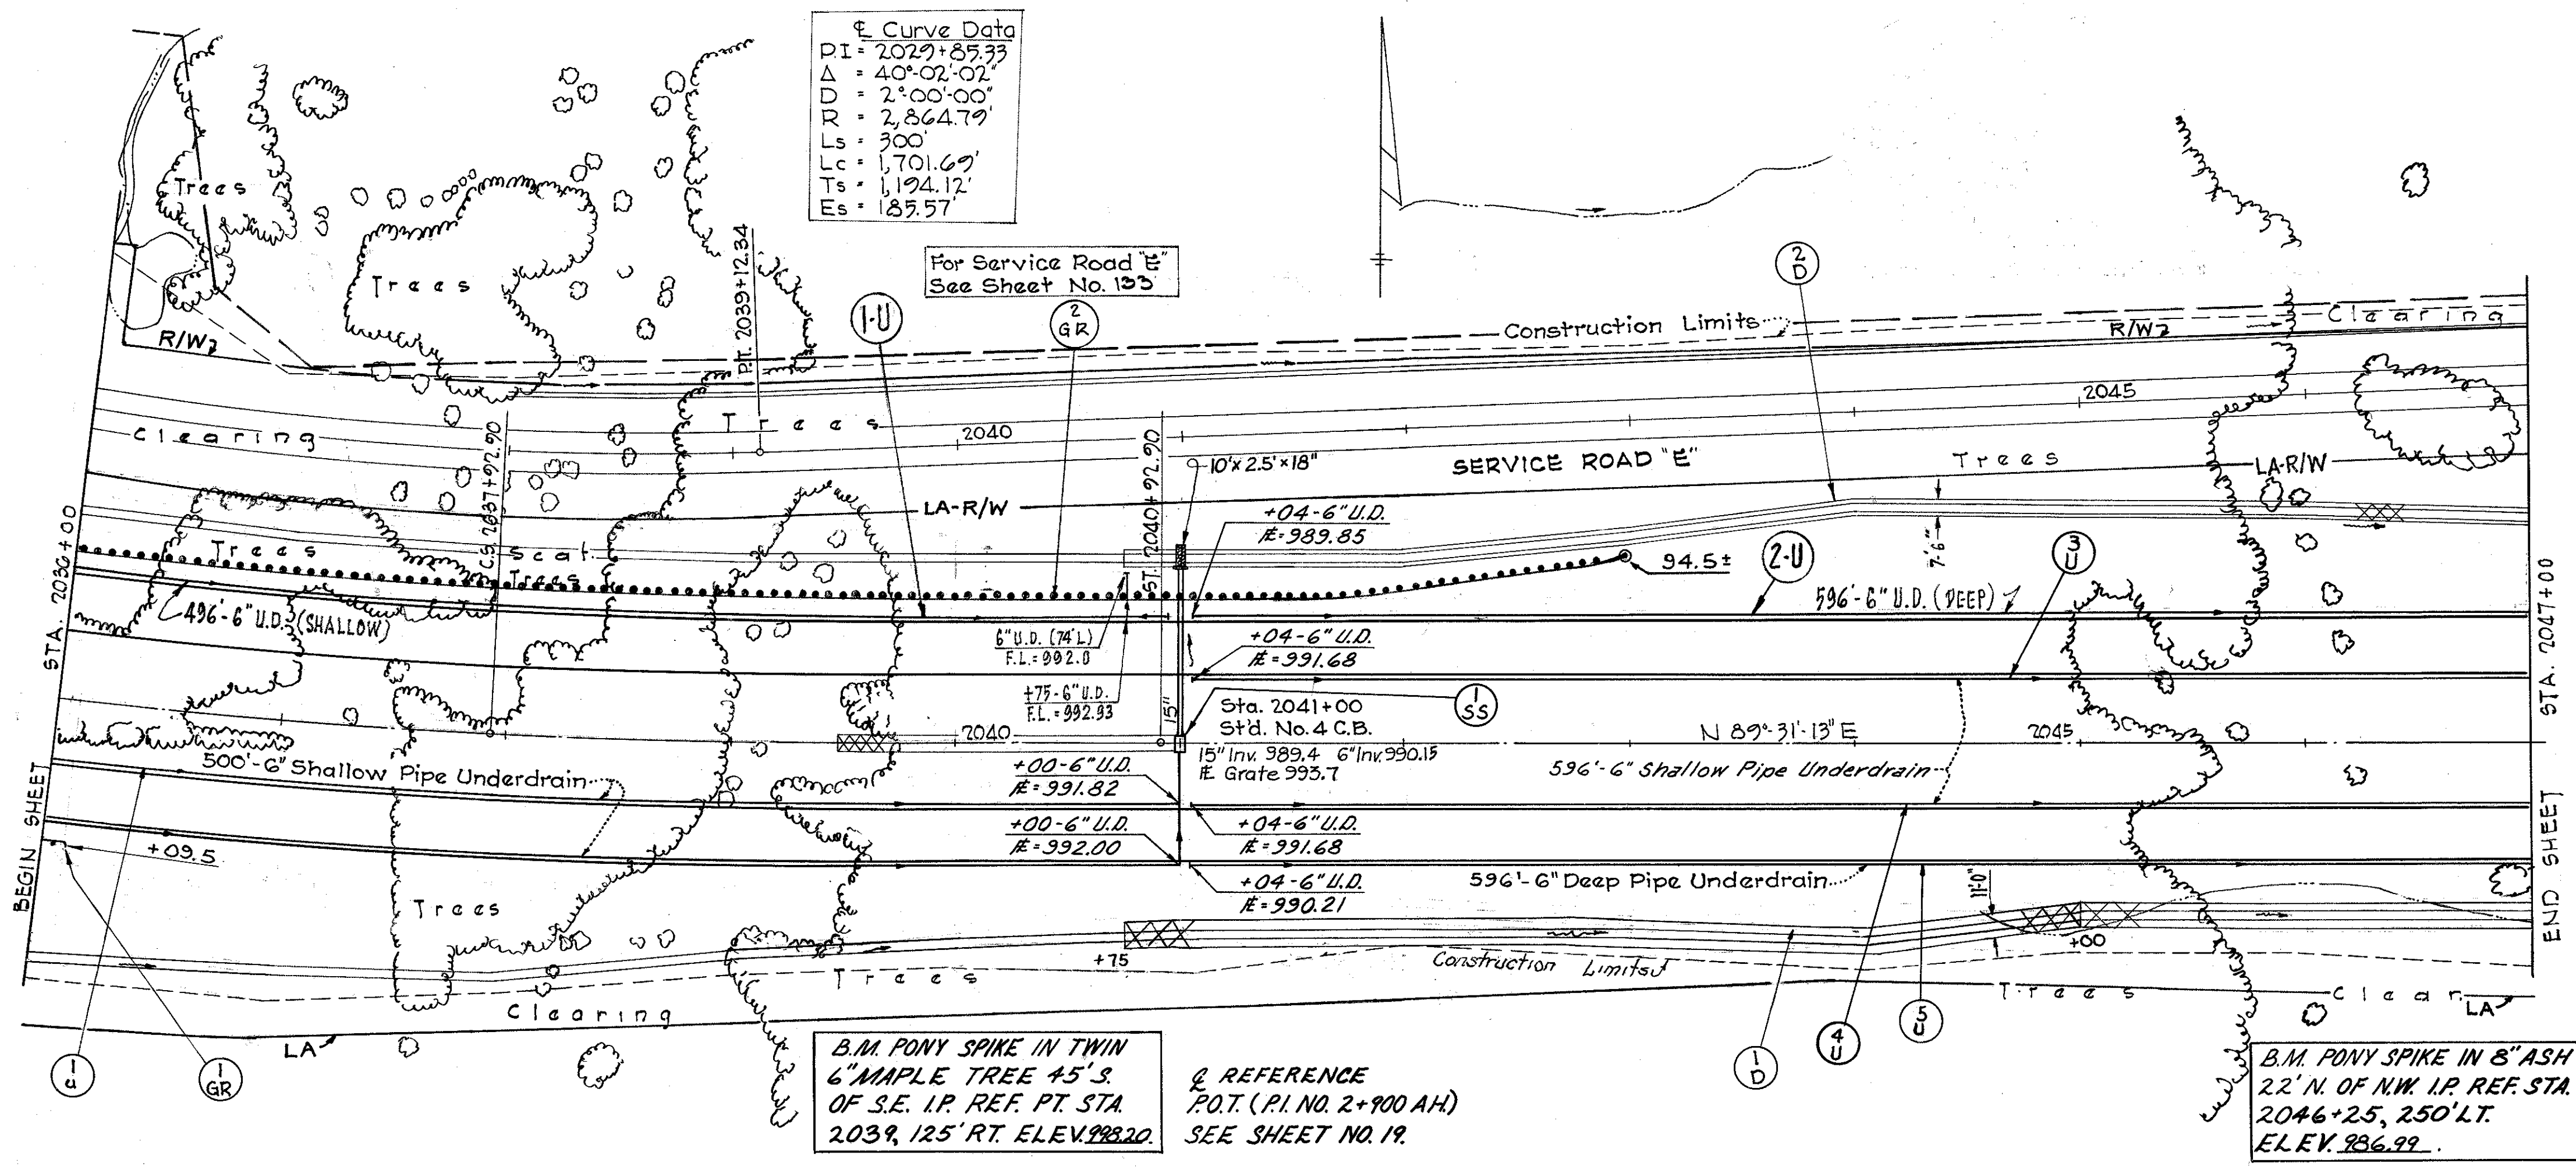 ℄ Curve Data
P.I = 2029+85.33
Δ = 40°-02'-02"
D = 2°-00'-00"
R = 2,864.79'
Ls = 300'
Lc = 1,701.69'
Ts = 1,194.12'
Es = 185.57'
For Service Road "E"
See Sheet No. 133
Trees
Trees
P.T. 2039+12.34
1-U
2
GR
2
D
R/W
Construction Limits
R/W
Clearing
Clearing
Trees
2040
2045
C.S. 2037+92.90
S.T. 2040+92.90
10'x2.5'x18"
SERVICE ROAD "E"
Trees
LA-R/W
LA-R/W
+04-6" U.D.
=989.85
STA. 2036+00
Trees
Seat
Trees
94.5±
2-U
7'-6"
3
U
STA. 2047+00
496'-6" U.D. (SHALLOW)
596'-6" U.D. (DEEP)
6" U.D. (74'L)
F.L.=992.0
+04-6" U.D.
=991.68
+75-6" U.D.
F.L.=992.93
15"
Sta. 2041+00
St'd. No. 4 C.B.
15" Inv. 989.4 6" Inv. 990.15
Grate 993.7
1
SS
2040
N 89°-31'-13" E
2045
500'-6" Shallow Pipe Underdrain
+00-6" U.D.
=991.82
596'-6" Shallow Pipe Underdrain
BEGIN SHEET
+09.5
+00-6" U.D.
=992.00
+04-6" U.D.
=991.68
+04-6" U.D.
=990.21
596'-6" Deep Pipe Underdrain
11'-0"
END SHEET
Trees
+75
+00
Construction Limits
Trees
Trees
Clear.
Clearing
LA
LA
1
U
1
GR
1
D
4
U
5
U
B.M. PONY SPIKE IN TWIN
6" MAPLE TREE 45' S.
OF S.E. I.P. REF. PT. STA.
2039, 125' RT. ELEV. 998.20.
℄ REFERENCE
P.O.T. (P.I. NO. 2+900 AH.)
SEE SHEET NO. 19.
B.M. PONY SPIKE IN 8" ASH
22' N. OF N.W. I.P. REF. STA.
2046+25, 250' LT.
ELEV. 986.99.